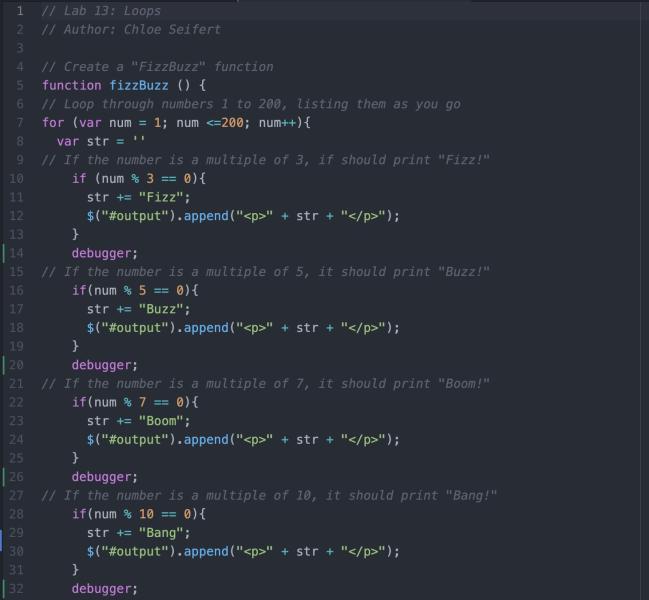 1 // Lab 13: Loops
2 // Author: Chloe Seifert
3
4 // Create a "FizzBuzz" function
5 function fizzBuzz () {
6 // Loop through numbers 1 to 200, listing them as you go
7 for (var num = 1; num <=200; num++){
8 var str = ''
9 // If the number is a multiple of 3, if should print "Fizz!"
10 if (num % 3 == 0){
11 str += "Fizz";
12 $("#output").append("<p>" + str + "</p>");
13 }
14 debugger;
15 // If the number is a multiple of 5, it should print "Buzz!"
16 if(num % 5 == 0){
17 str += "Buzz";
18 $("#output").append("<p>" + str + "</p>");
19 }
20 debugger;
21 // If the number is a multiple of 7, it should print "Boom!"
22 if(num % 7 == 0){
23 str += "Boom";
24 $("#output").append("<p>" + str + "</p>");
25 }
26 debugger;
27 // If the number is a multiple of 10, it should print "Bang!"
28 if(num % 10 == 0){
29 str += "Bang";
30 $("#output").append("<p>" + str + "</p>");
31 }
32 debugger;